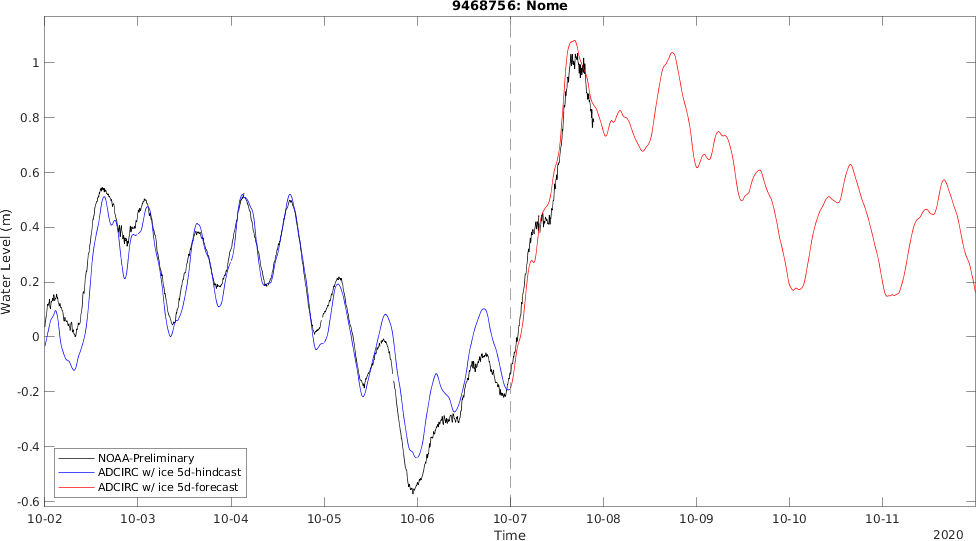 9468756: Nome
Water Level (m)
1
0.8
0.6
0.4
0.2
0
-0.2
-0.4
-0.6
NOAA-Preliminary
ADCIRC w/ ice 5d-hindcast
ADCIRC w/ ice 5d-forecast
10-02 10-03 10-04 10-05 10-06 10-07 10-08 10-09 10-10 10-11
Time
2020